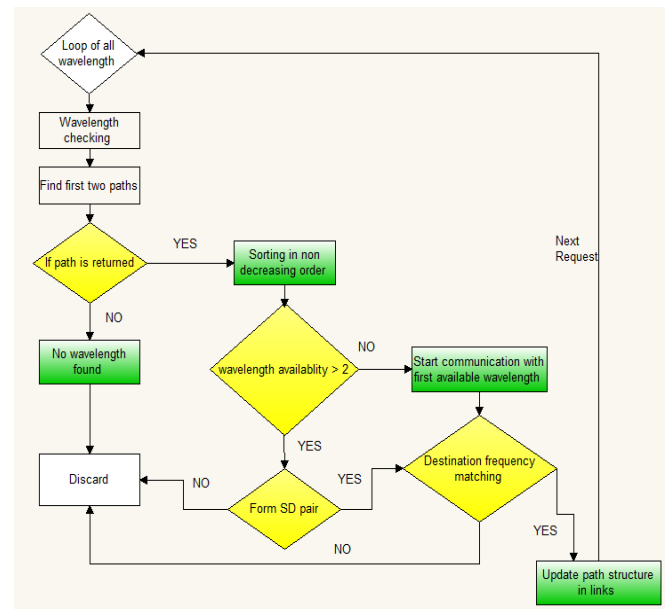 Loop of all
wavelength
Wavelength
checking
Find first two paths
If path is returned
YES
Sorting in non
decreasing order
Next
Request
NO
No wavelength
found
wavelength availablity > 2
NO
Start communication with
first available wavelength
YES
Discard
NO
Form SD pair
YES
Destination frequency
matching
YES
NO
Update path structure
in links